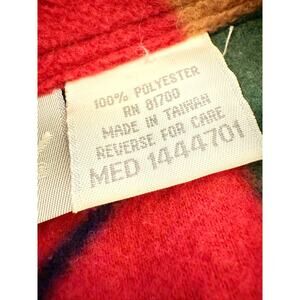 100% POLYESTER
RN 81700
MADE IN TAIWAN
REVERSE FOR CARE
MED 1444701